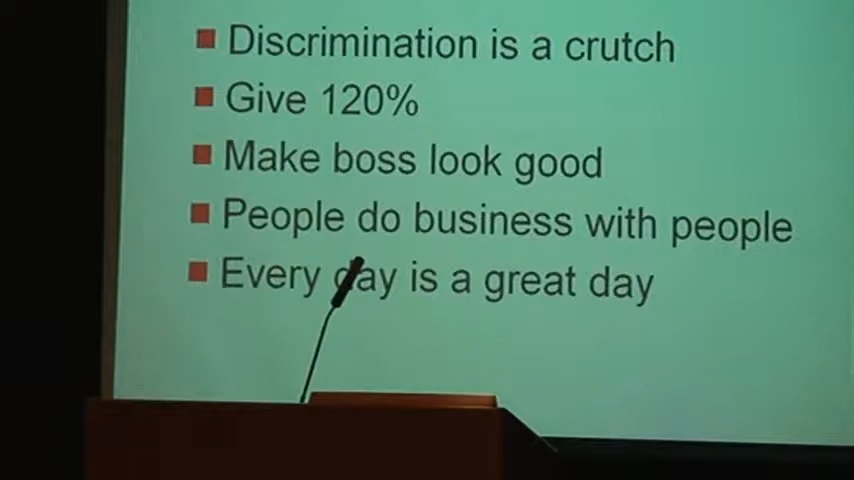 Discrimination is a crutch
Give 120%
Make boss look good
People do business with people
Every day is a great day